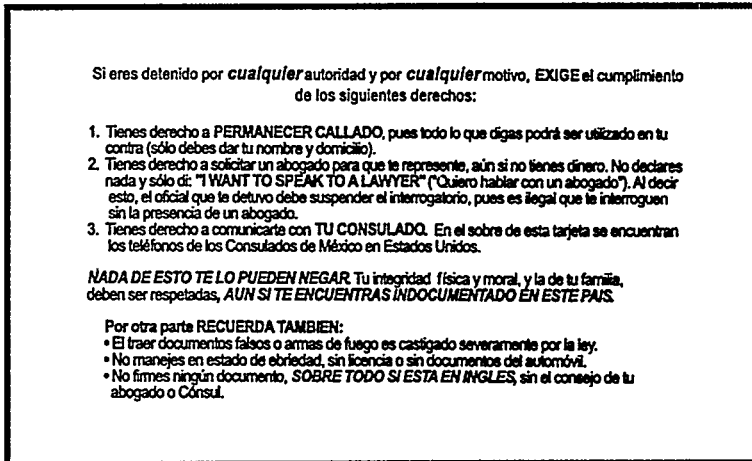 Si eres detenido por cualquier autoridad y por cualquier motivo, EXIGE el cumplimiento
de los siguientes derechos:
1. Tienes derecho a PERMANECER CALLADO, pues todo lo que digas podrá ser utilizado en tu
contra (sólo debes dar tu nombre y domicilio).
2. Tienes derecho a solicitar un abogado para que te represente, aún si no tienes dinero. No declares
nada y sólo di: "I WANT TO SPEAK TO A LAWYER" ("Quiero hablar con un abogado"). Al decir
esto, el oficial que te detuvo debe suspender el interrogatorio, pues es ilegal que te interroguen
sin la presencia de un abogado.
3. Tienes derecho a comunicarte con TU CONSULADO. En el sobre de esta tarjeta se encuentran
los teléfonos de los Consulados de México en Estados Unidos.
NADA DE ESTO TE LO PUEDEN NEGAR. Tu integridad física y moral, y la de tu familia,
deben ser respetadas, AUN SI TE ENCUENTRAS INDOCUMENTADO EN ESTE PAIS.
Por otra parte RECUERDA TAMBIEN:
• El traer documentos falsos o armas de fuego es castigado severamente por la ley.
• No manejes en estado de ebriedad, sin licencia o sin documentos del automóvil.
• No firmes ningún documento, SOBRE TODO SI ESTA EN INGLES, sin el consejo de tu
abogado o Cónsul.